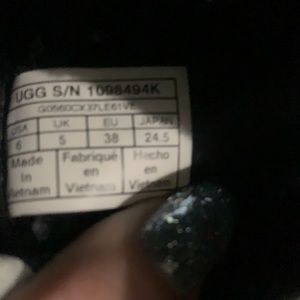 UGG S/N 1098494K
USA UK EU JAPAN
6 5 38 24.5
Made Fabriqué Hecho
in en en
Vietnam Vietnam Vietnam